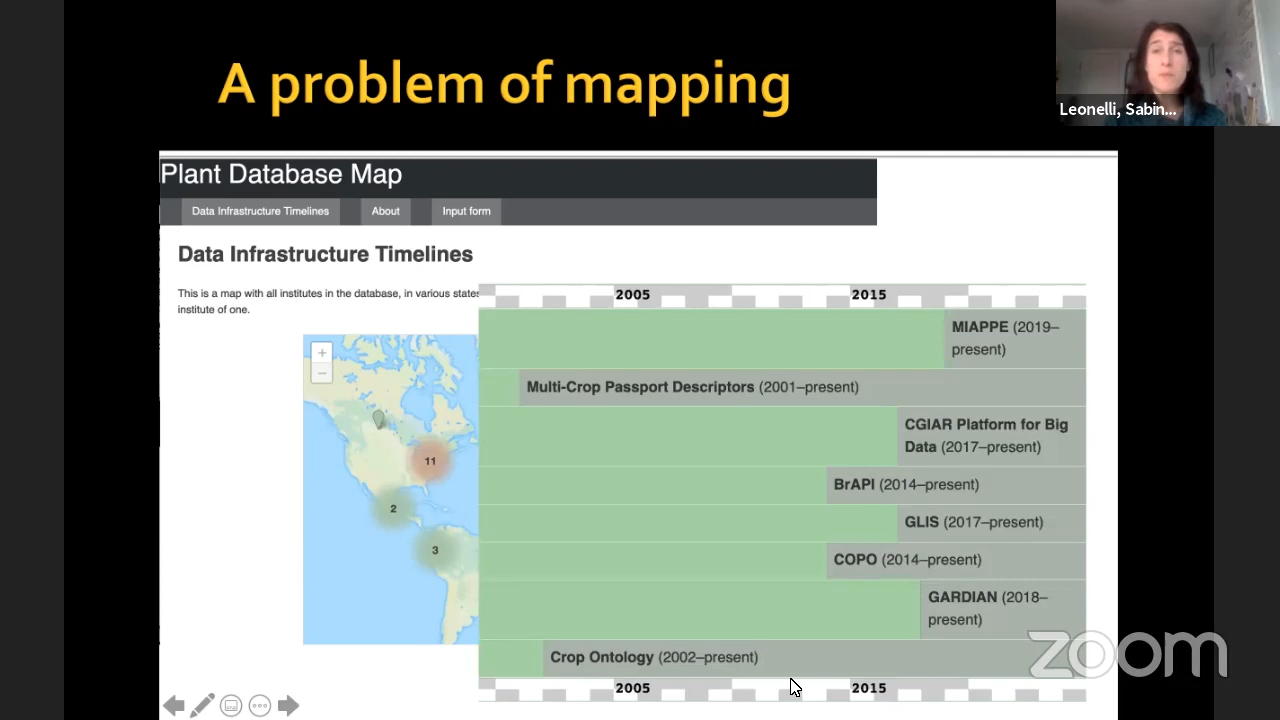 A problem of mapping
Leonelli, Sabin...
Plant Database Map
Data Infrastructure Timelines
About
Input form
Data Infrastructure Timelines
This is a map with all institutes in the database, in various states
institute of one.
2005
2015
MIAPPE (2019–
present)
Multi-Crop Passport Descriptors (2001–present)
CGIAR Platform for Big
Data (2017–present)
BrAPI (2014–present)
GLIS (2017–present)
COPO (2014–present)
GARDIAN (2018–
present)
Crop Ontology (2002–present)
2005
2015
+
−
11
2
3
zoom